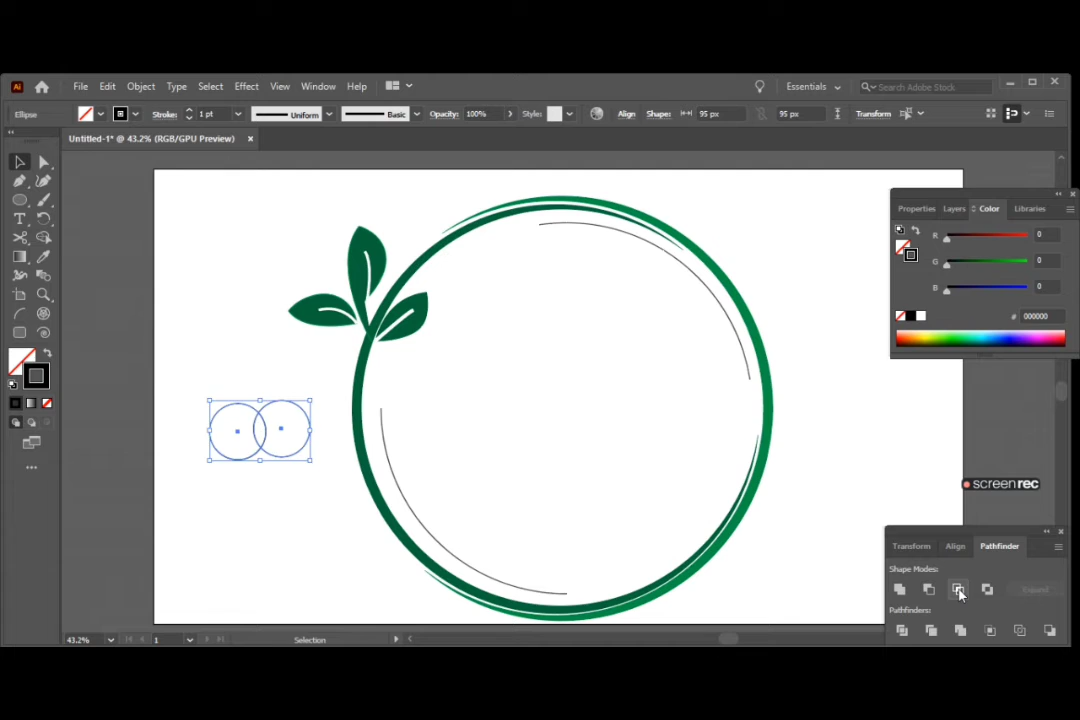 Ai File Edit Object Type Select Effect View Window Help Essentials Search Adobe Stock
Ellipse Stroke: 1 pt Uniform Basic Opacity: 100% Style: Align Shape: 95 px 95 px Transform
Untitled-1* @ 43.2% (RGB/GPU Preview) ×
Properties Layers Color Libraries
R 0
G 0
B 0
# 000000
screenrec
Transform Align Pathfinder
Shape Modes:
Expand
Pathfinders:
43.2% 1 Selection